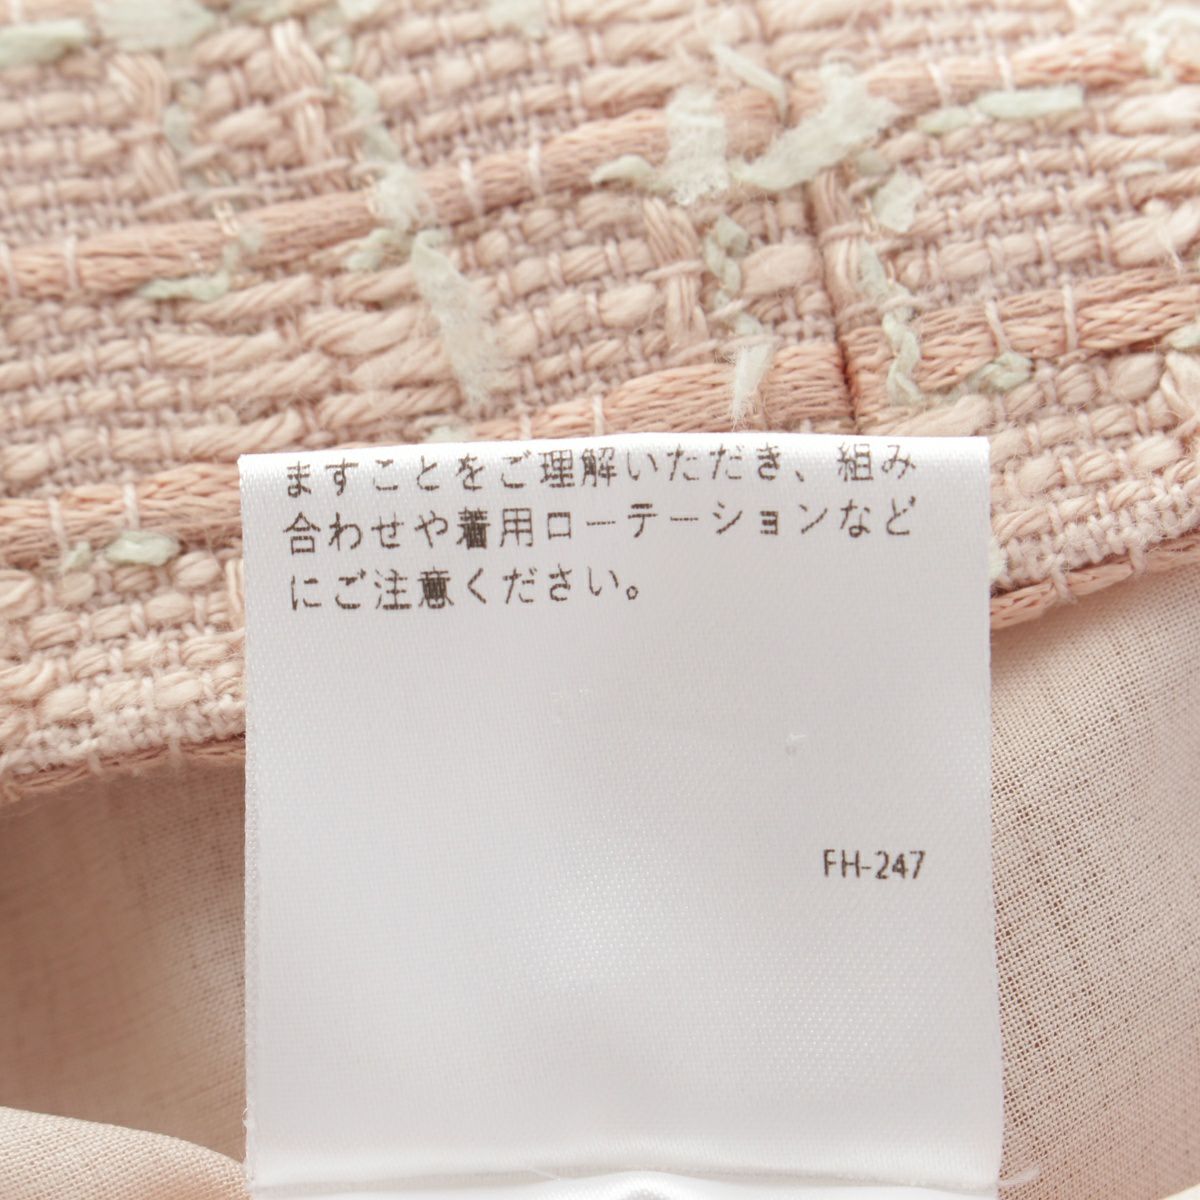 ますことをご理解いただき、組み
合わせや着用ローテーションなど
にご注意ください。
FH-247